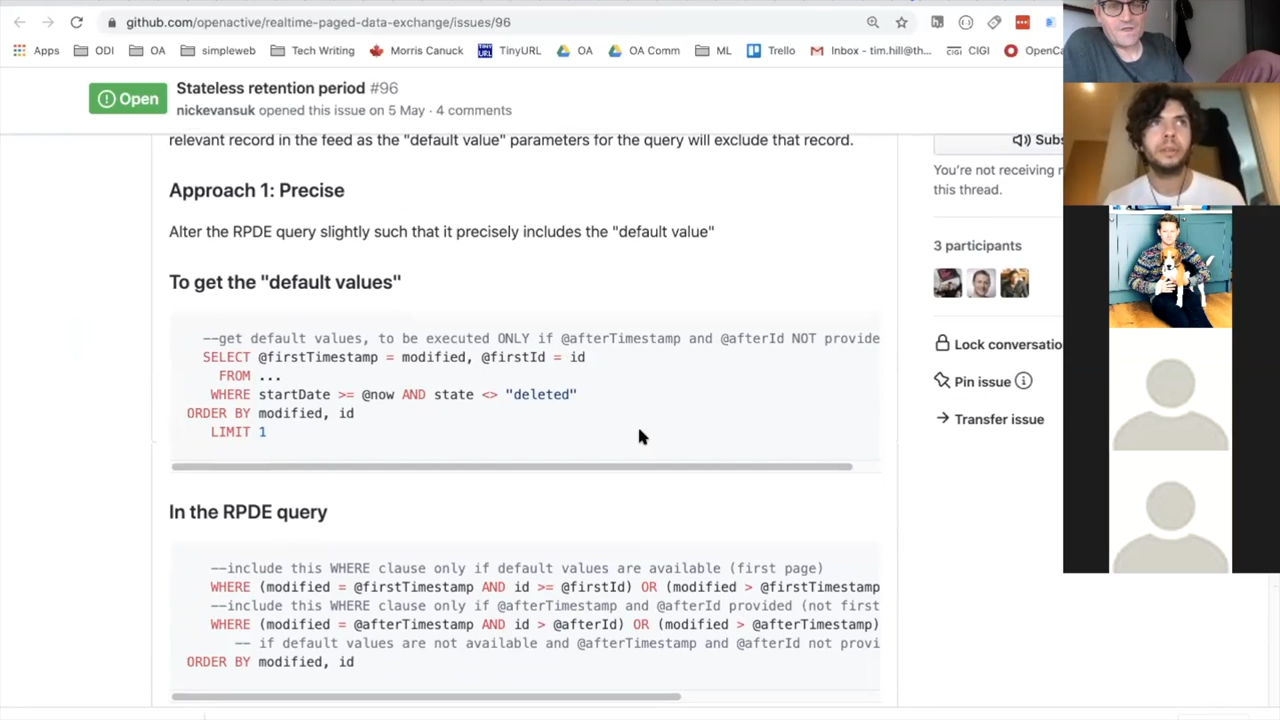 github.com/openactive/realtime-paged-data-exchange/issues/96
Apps ODI OA simpleweb Tech Writing Morris Canuck TinyURL OA OA Comm ML Trello Inbox - tim.hill@th... CIGI OpenCa
Open
Stateless retention period #96
nickevansuk opened this issue on 5 May · 4 comments
relevant record in the feed as the "default value" parameters for the query will exclude that record.
Approach 1: Precise
Alter the RPDE query slightly such that it precisely includes the "default value"
To get the "default values"
--get default values, to be executed ONLY if @afterTimestamp and @afterId NOT provide
SELECT @firstTimestamp = modified, @firstId = id
FROM ...
WHERE startDate >= @now AND state <> "deleted"
ORDER BY modified, id
LIMIT 1
In the RPDE query
--include this WHERE clause only if default values are available (first page)
WHERE (modified = @firstTimestamp AND id >= @firstId) OR (modified > @firstTimestamp
--include this WHERE clause only if @afterTimestamp and @afterId provided (not first
WHERE (modified = @afterTimestamp AND id > @afterId) OR (modified > @afterTimestamp)
-- if default values are not available and @afterTimestamp and @afterId not provi
ORDER BY modified, id
Subs
You're not receiving n
this thread.
3 participants
Lock conversatio
Pin issue
Transfer issue